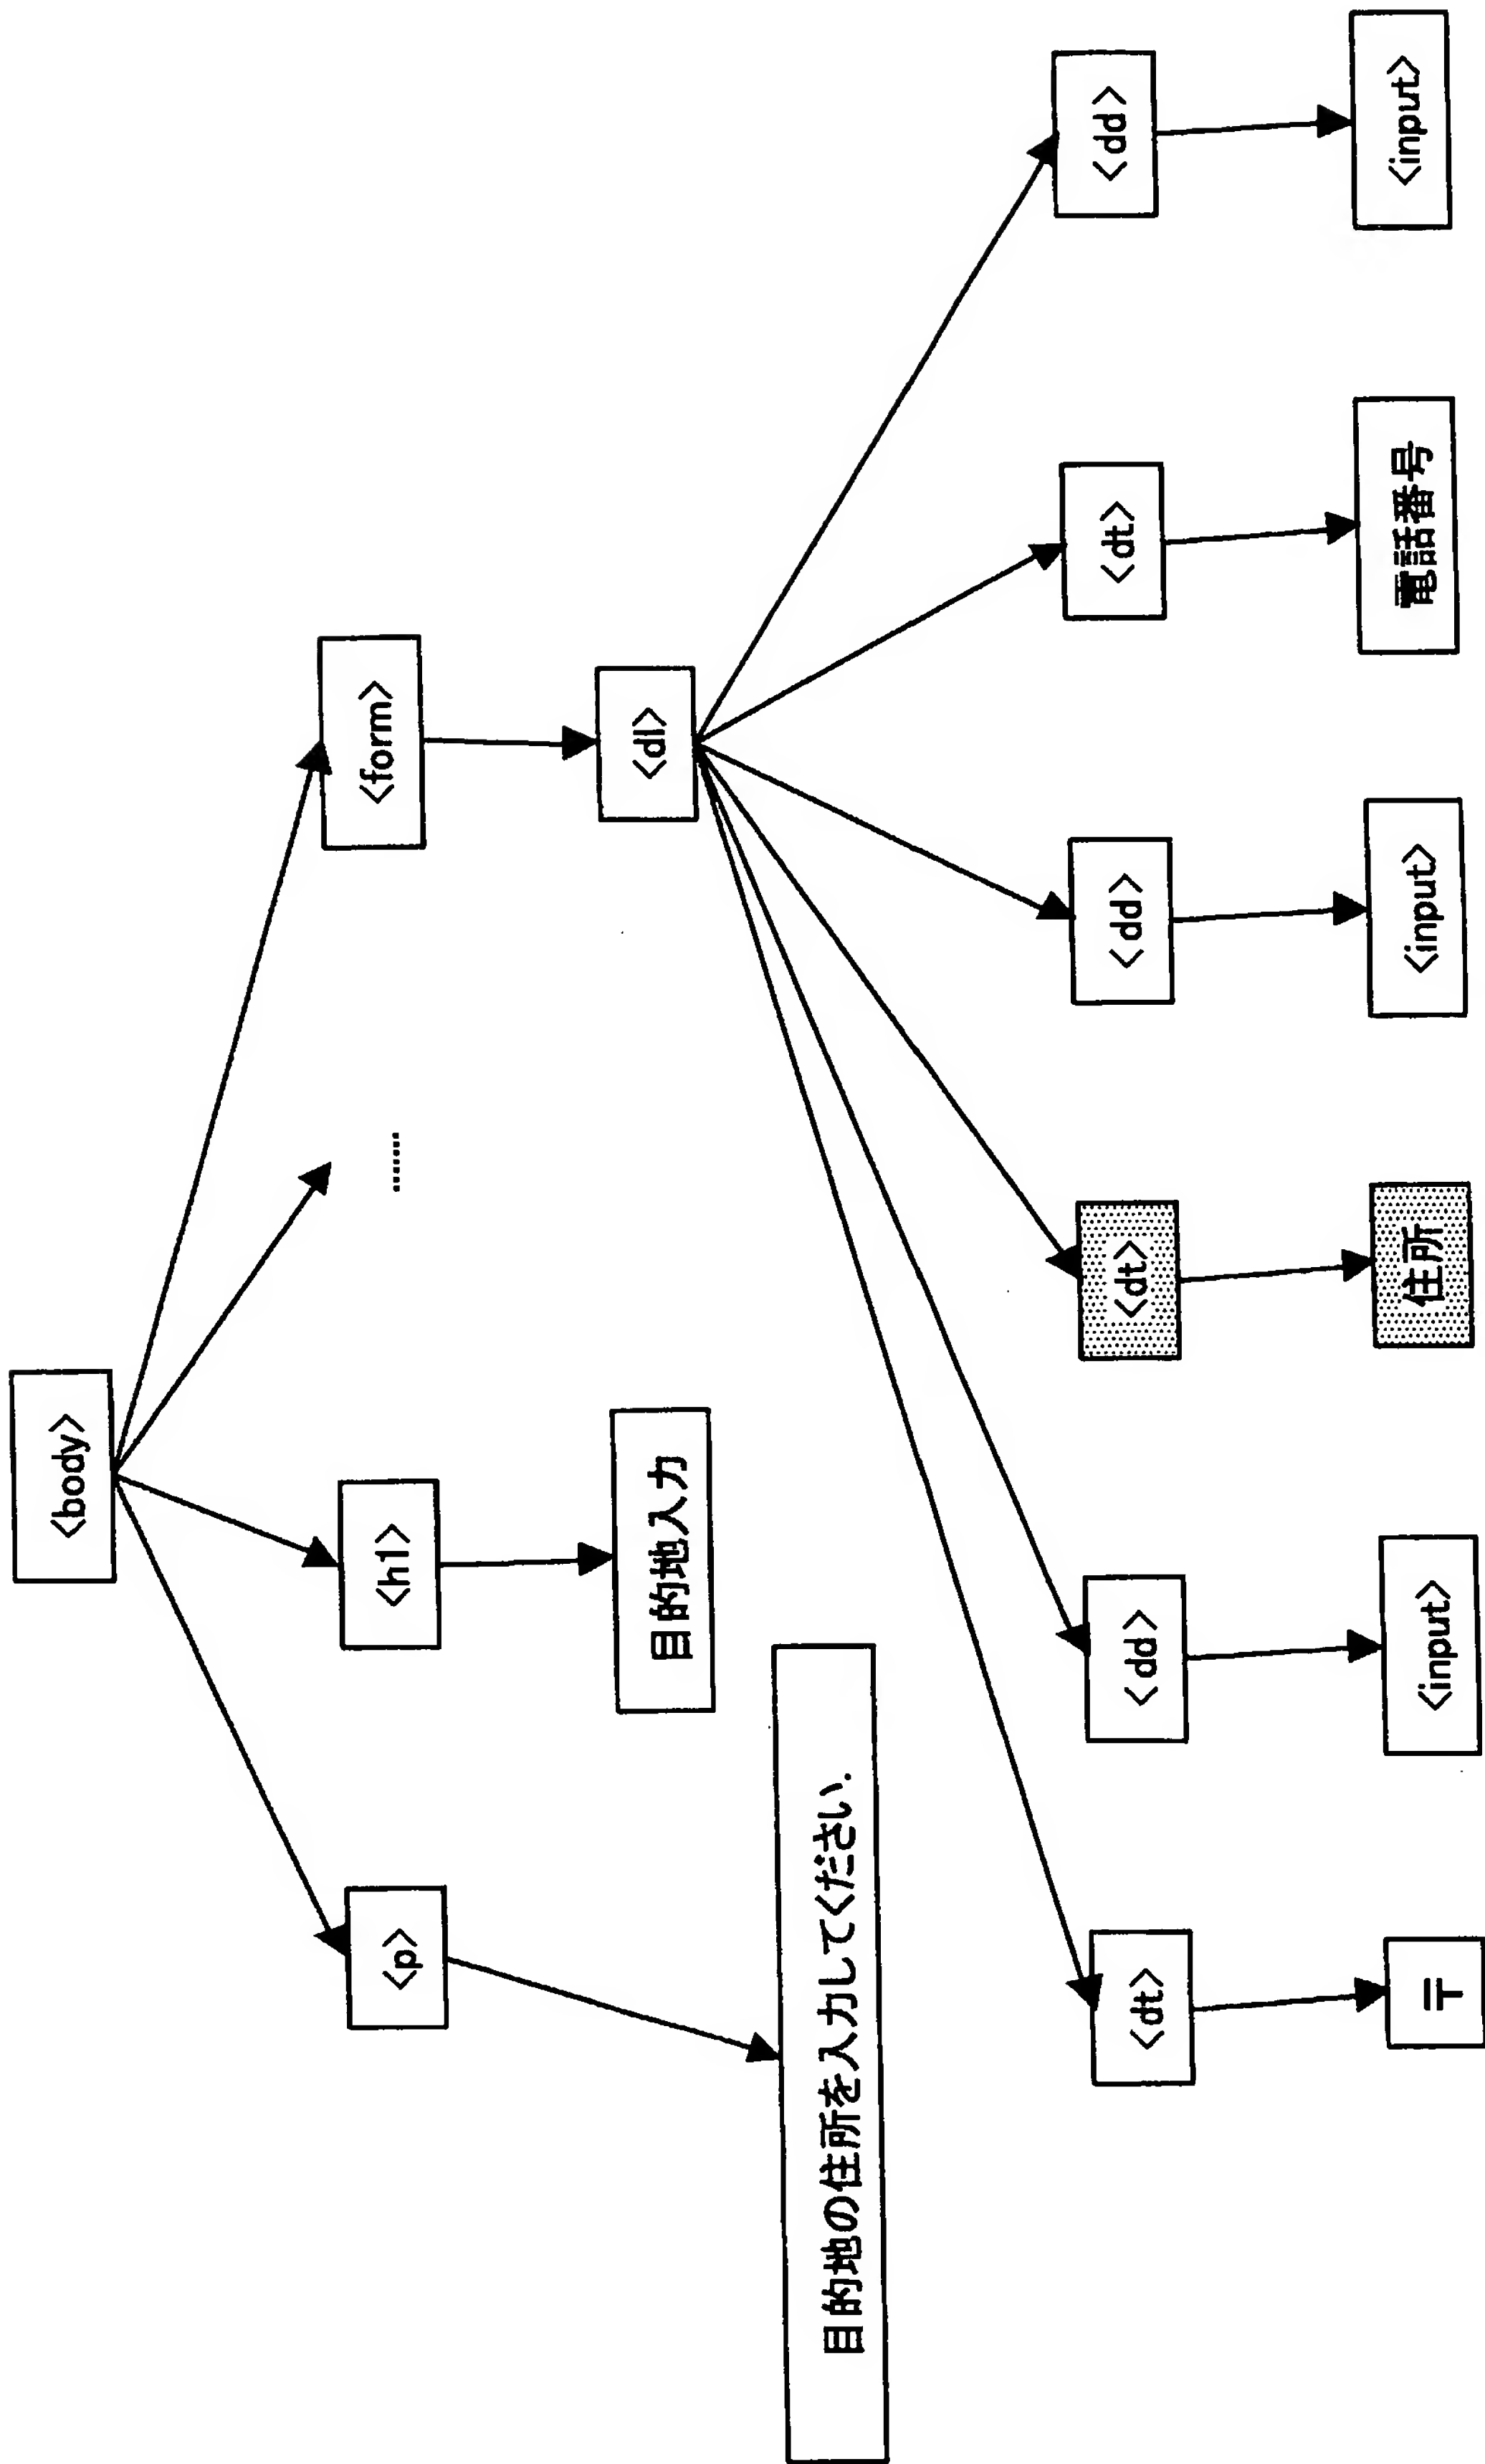 <body>
<p>
<h1>
.......
<form>
目的地の住所を入力してください.
目的地入力
<dl>
<dt>
<dd>
<dt>
<dd>
<dt>
<dd>
〒
<input>
住所
<input>
電話番号
<input>